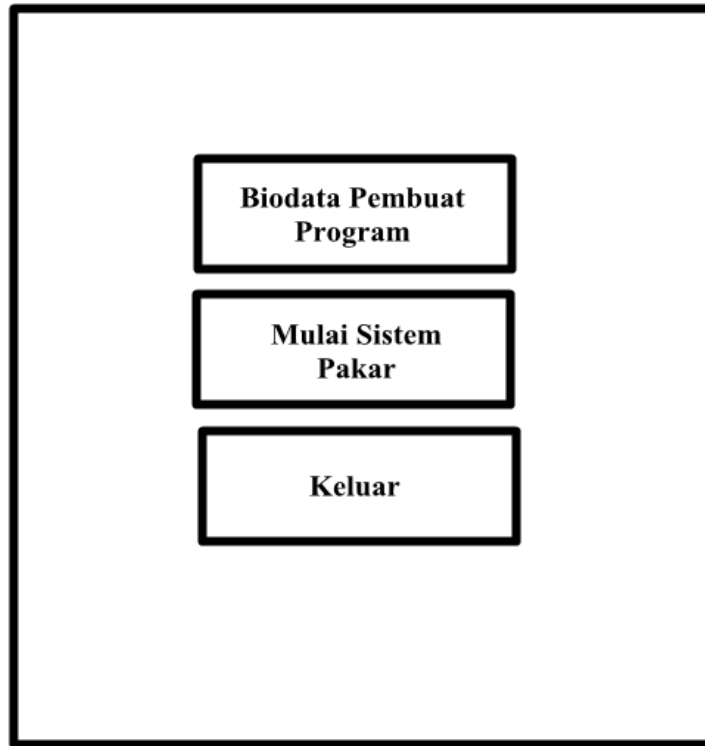 Biodata Pembuat
Program
Mulai Sistem
Pakar
Keluar